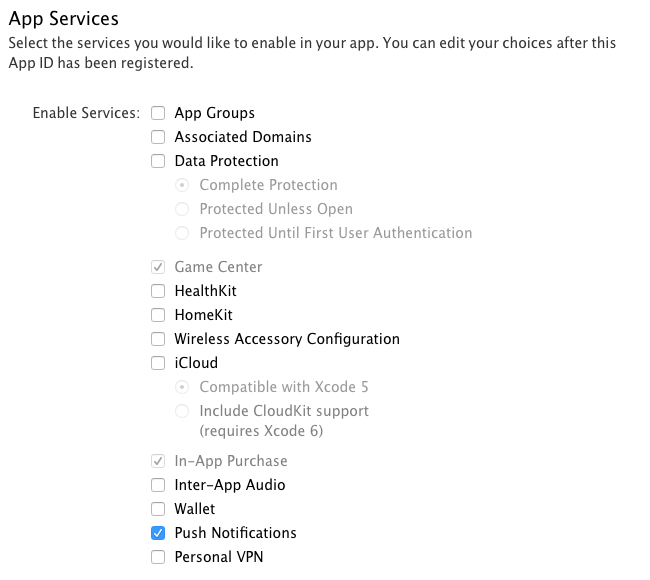 App Services
Select the services you would like to enable in your app. You can edit your choices after this
App ID has been registered.
Enable Services:
App Groups
Associated Domains
Data Protection
Complete Protection
Protected Unless Open
Protected Until First User Authentication
Game Center
HealthKit
HomeKit
Wireless Accessory Configuration
iCloud
Compatible with Xcode 5
Include CloudKit support
(requires Xcode 6)
In-App Purchase
Inter-App Audio
Wallet
Push Notifications
Personal VPN